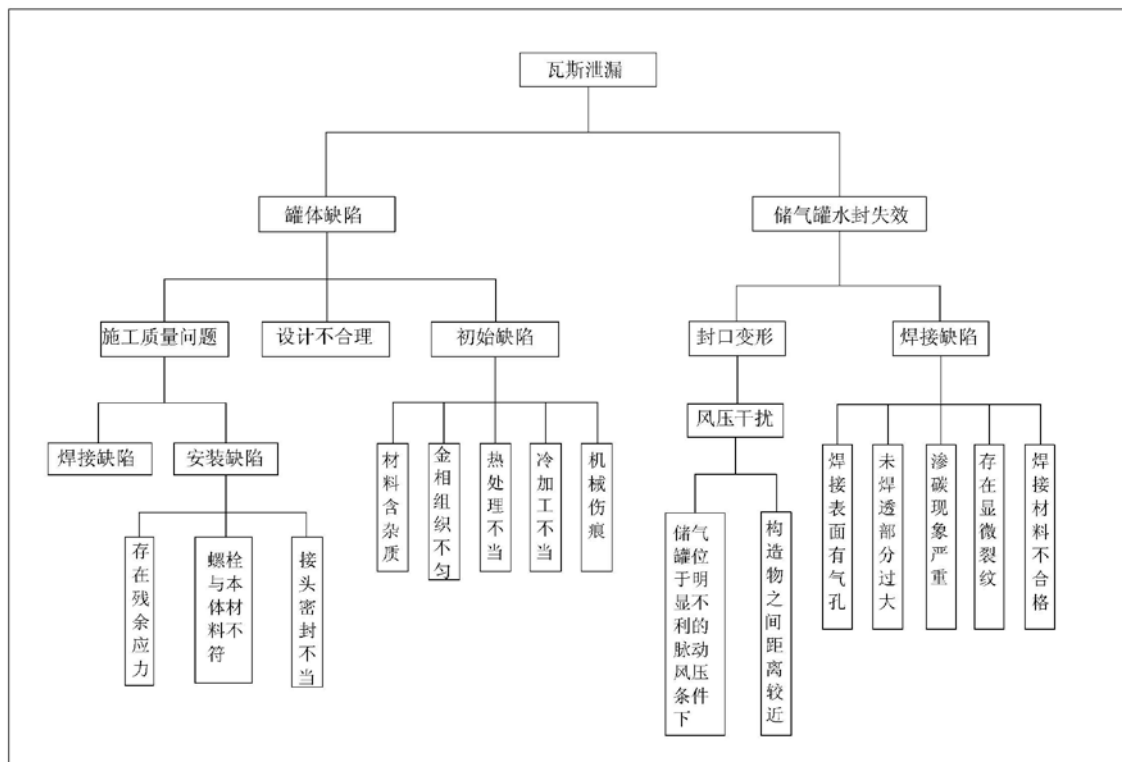 瓦斯泄漏
罐体缺陷
储气罐水封失效
施工质量问题
设计不合理
初始缺陷
封口变形
焊接缺陷
焊接缺陷
安装缺陷
材料含杂质
金相组织不匀
热处理不当
冷加工不当
机械伤痕
风压干扰
焊接表面有气孔
未焊透部分过大
渗碳现象严重
存在显微裂纹
焊接材料不合格
存在残余应力
螺栓
与本
体材
料不
符
接头密封不当
储气
罐位
于明
显不
利的
脉动
风压
条件
下
构造物之间距离较近